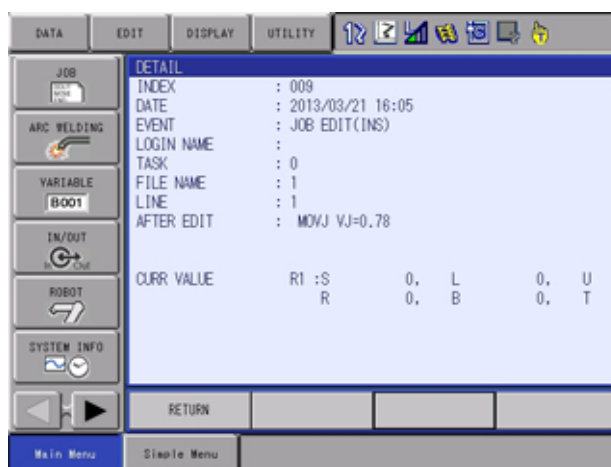 DATA EDIT DISPLAY UTILITY
JOB
ARC WELDING
VARIABLE
B001
IN/OUT
In Out
ROBOT
SYSTEM INFO
DETAIL
INDEX : 009
DATE : 2013/03/21 16:05
EVENT : JOB EDIT(INS)
LOGIN NAME :
TASK : 0
FILE NAME : 1
LINE : 1
AFTER EDIT : MOVJ VJ=0.78
CURR VALUE R1 :S 0, L 0, U
R 0, B 0, T
RETURN
Main Menu Simple Menu